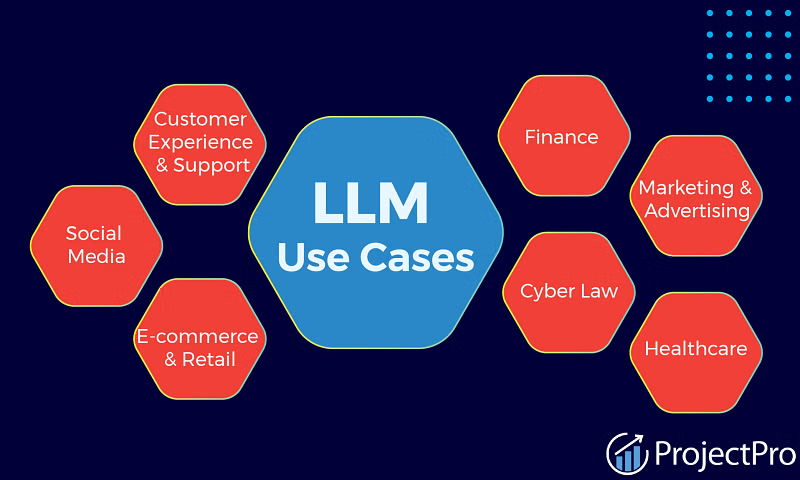 LLM
Use Cases
Customer
Experience
& Support
Social
Media
E-commerce
& Retail
Finance
Marketing &
Advertising
Cyber Law
Healthcare
ProjectPro